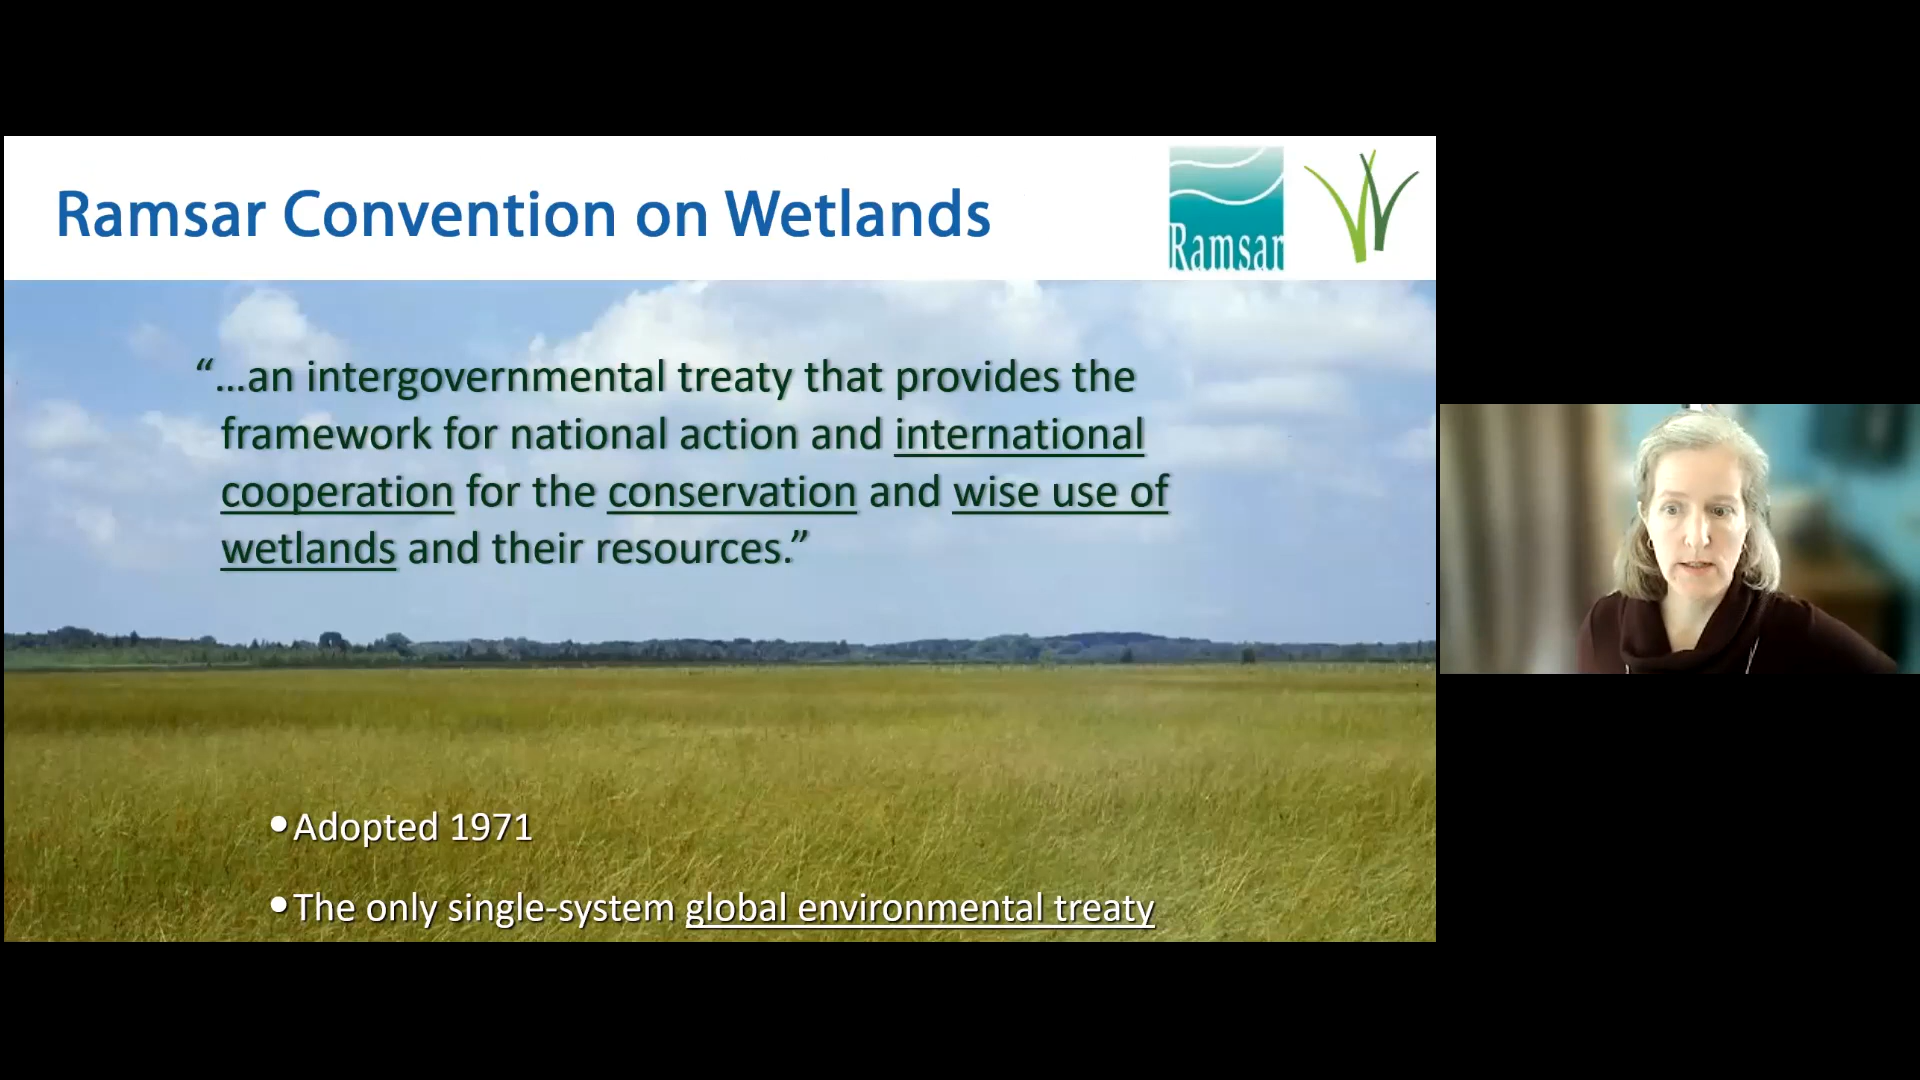 Ramsar Convention on Wetlands
Ramsar
“...an intergovernmental treaty that provides the
framework for national action and international
cooperation for the conservation and wise use of
wetlands and their resources.”
•Adopted 1971
•The only single-system global environmental treaty